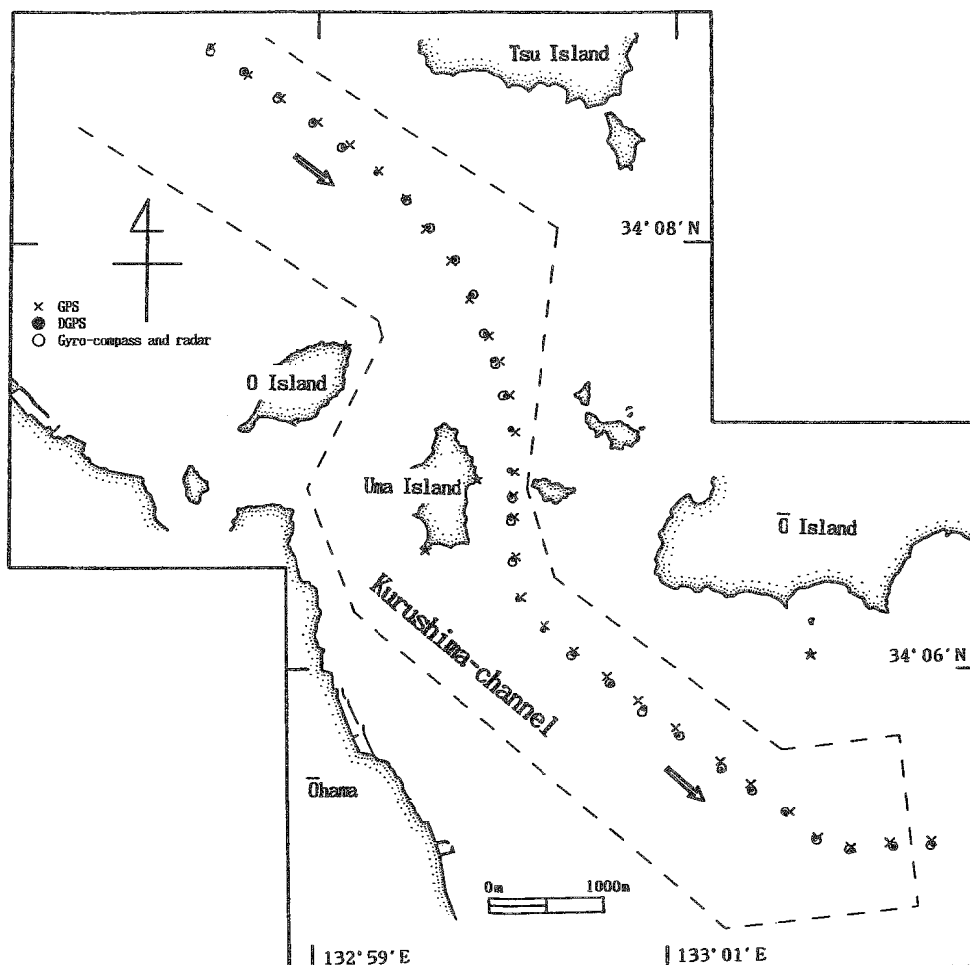 Tsu Island
34°08′N
× GPS
● DGPS
○ Gyro-compass and radar
O Island
Uma Island
Ō Island
Kurushima-channel
34°06′N
Ōhama
0m 1000m
132°59′E
133°01′E